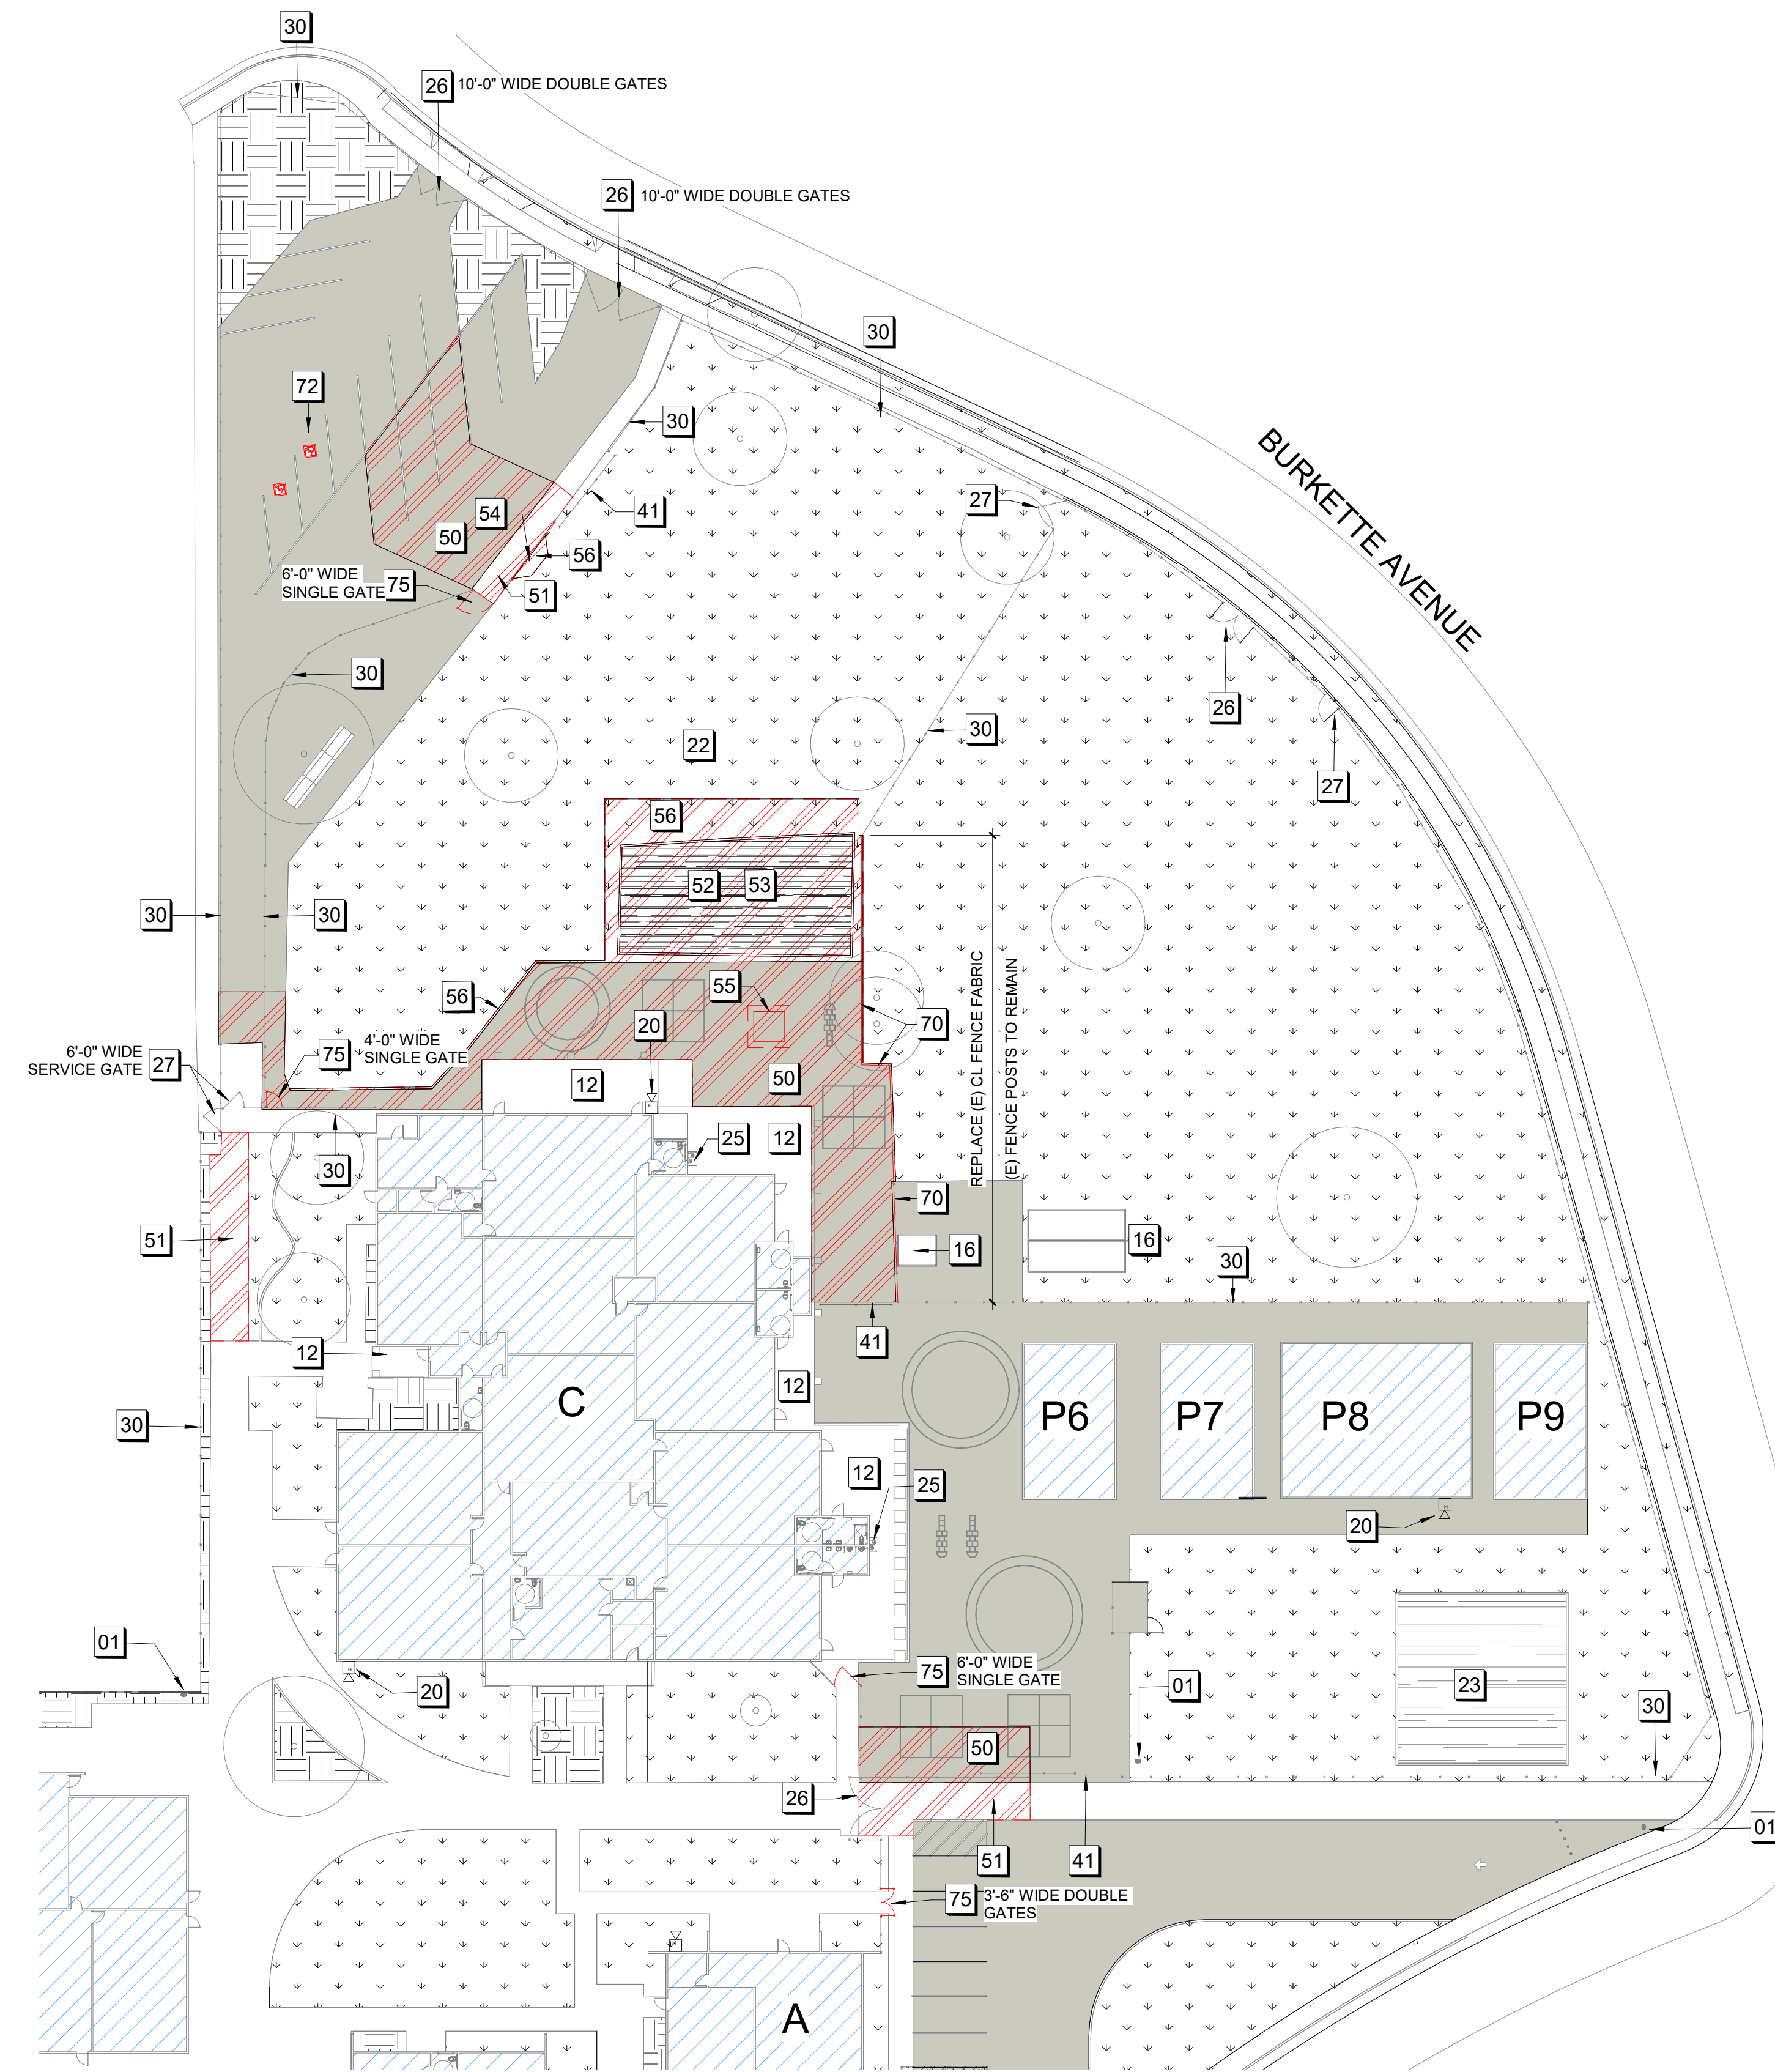 30
26 10'-0" WIDE DOUBLE GATES
26 10'-0" WIDE DOUBLE GATES
30
72
30
BURKETTE AVENUE
27
54
41
50
56
6'-0" WIDE
SINGLE GATE 75
51
30
26
22
30
27
56
52 53
30
30
REPLACE (E) CL FENCE FABRIC
(E) FENCE POSTS TO REMAIN
55
56
20
70
6'-0" WIDE
SERVICE GATE 27
75 4'-0" WIDE
SINGLE GATE
12
50
25
12
30
70
51
16
16
30
41
12
12
30
C
P6
P7
P8
P9
12
25
20
01
20
75 6'-0" WIDE
SINGLE GATE
01
23
30
50
26
01
51
41
75 3'-6" WIDE DOUBLE
GATES
A